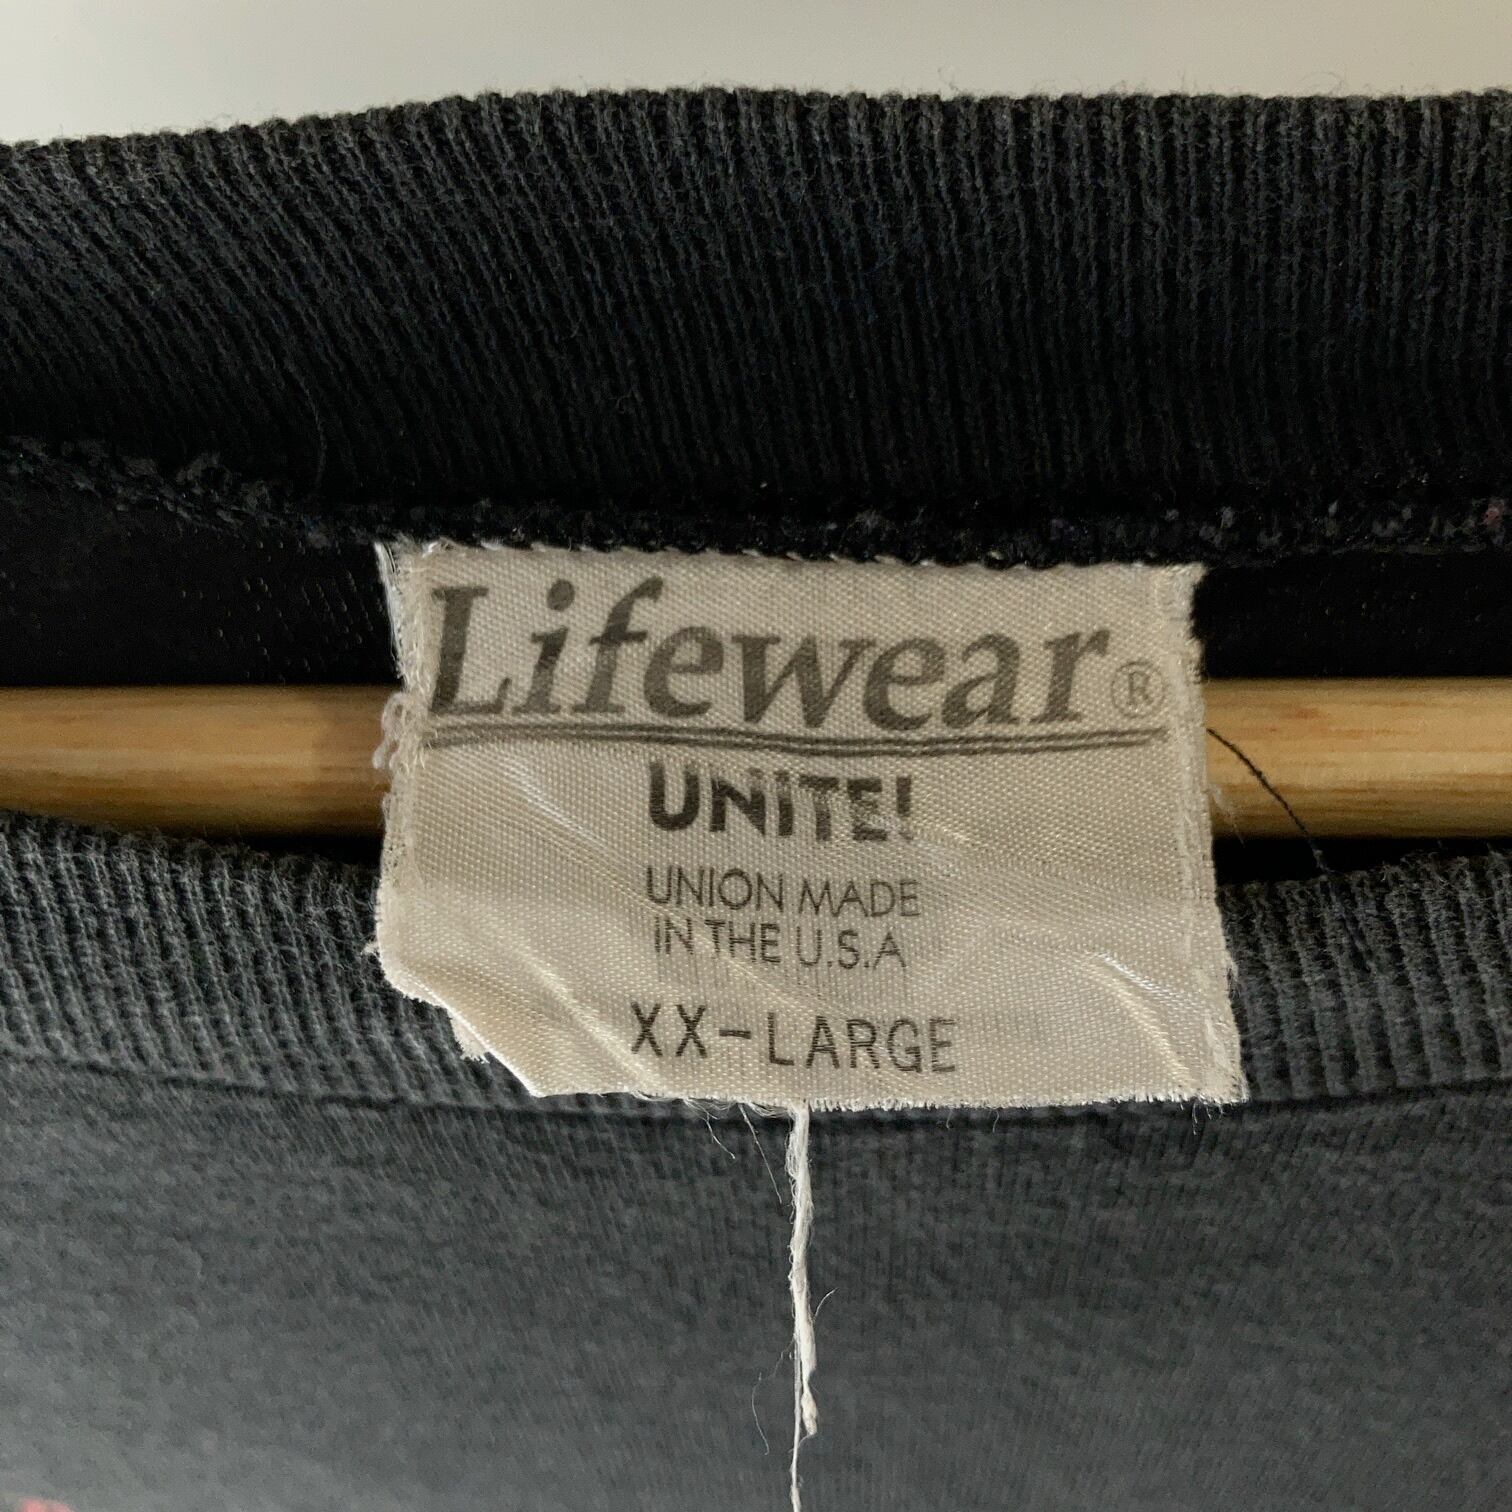 Lifewear®
UNiTE!
UNION MADE
IN THE U.S.A
XX-LARGE